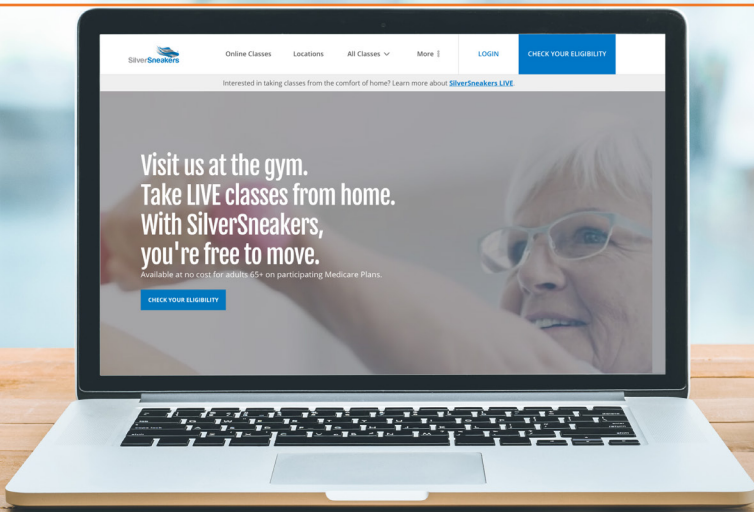 SilverSneakers
Online Classes Locations All Classes More LOGIN CHECK YOUR ELIGIBILITY
Interested in taking classes from the comfort of home? Learn more about SilverSneakers LIVE.
Visit us at the gym.
Take LIVE classes from home.
With SilverSneakers,
you're free to move.
Available at no cost for adults 65+ on participating Medicare Plans.
CHECK YOUR ELIGIBILITY